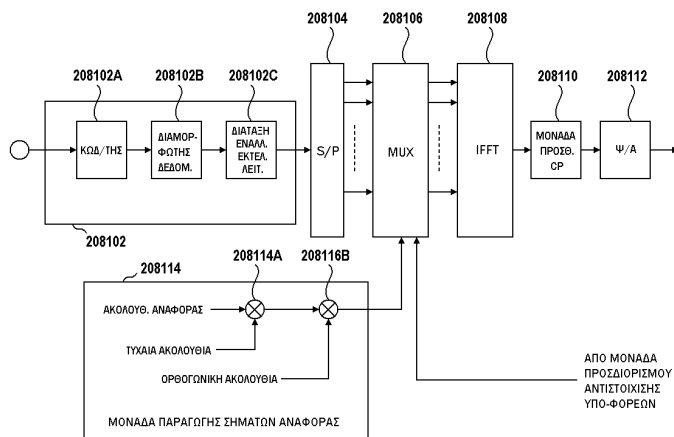 208104
208106
208108
208102A
208102B
208102C
208110
208112
ΚΩΔ/ΤΗΣ
ΔΙΑΜΟΡ-
ΦΩΤΗΣ
ΔΕΔΟΜ.
ΔΙΑΤΑΞΗ
ΕΝΑΛΛ.
ΕΚΤΕΛ.
ΛΕΙΤ.
S/P
MUX
IFFT
ΜΟΝΑΔΑ
ΠΡΟΣΘ.
CP
Ψ/Α
208102
208114
208114A
208116B
ΑΚΟΛΟΥΘ. ΑΝΑΦΟΡΑΣ
ΤΥΧΑΙΑ ΑΚΟΛΟΥΘΙΑ
ΟΡΘΟΓΩΝΙΚΗ ΑΚΟΛΟΥΘΙΑ
ΜΟΝΑΔΑ ΠΑΡΑΓΩΓΗΣ ΣΗΜΑΤΩΝ ΑΝΑΦΟΡΑΣ
ΑΠΟ ΜΟΝΑΔΑ
ΠΡΟΣΔΙΟΡΙΣΜΟΥ
ΑΝΤΙΣΤΟΙΧΙΣΗΣ
ΥΠΟ-ΦΟΡΕΩΝ